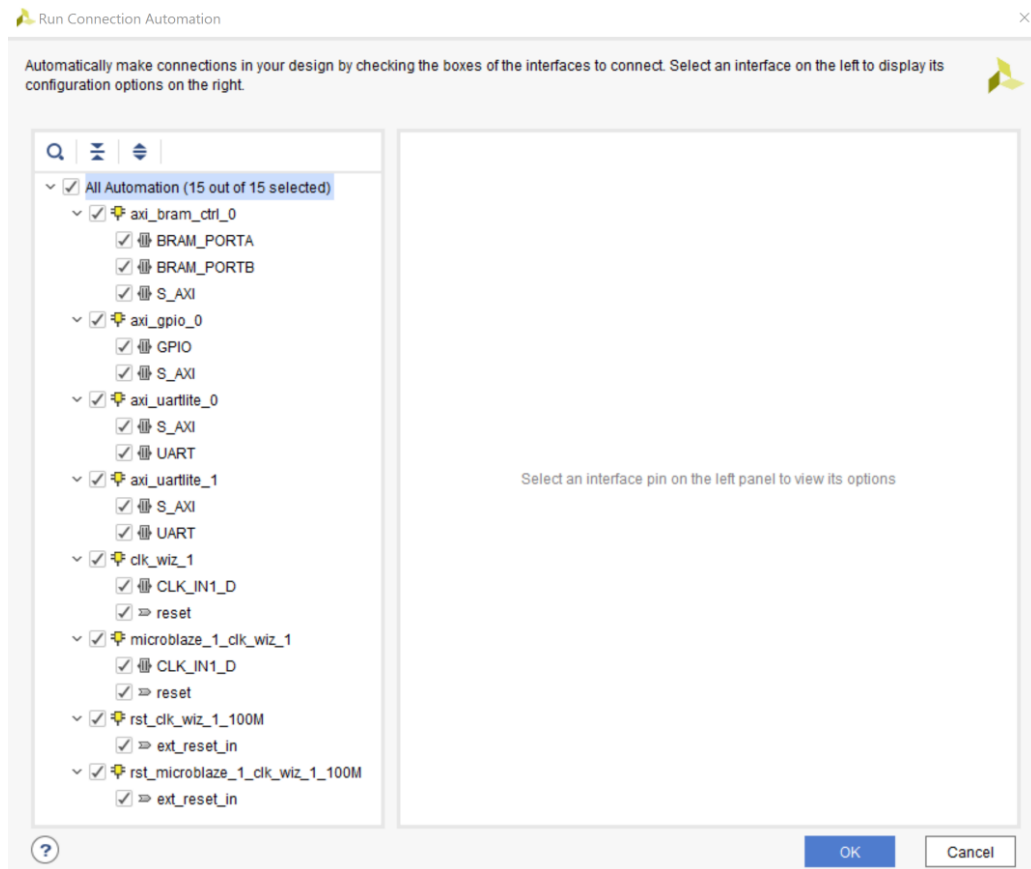 Run Connection Automation
Automatically make connections in your design by checking the boxes of the interfaces to connect. Select an interface on the left to display its
configuration options on the right.
All Automation (15 out of 15 selected)
axi_bram_ctrl_0
BRAM_PORTA
BRAM_PORTB
S_AXI
axi_gpio_0
GPIO
S_AXI
axi_uartlite_0
S_AXI
UART
axi_uartlite_1
S_AXI
UART
clk_wiz_1
CLK_IN1_D
reset
microblaze_1_clk_wiz_1
CLK_IN1_D
reset
rst_clk_wiz_1_100M
ext_reset_in
rst_microblaze_1_clk_wiz_1_100M
ext_reset_in
Select an interface pin on the left panel to view its options
?
OK
Cancel